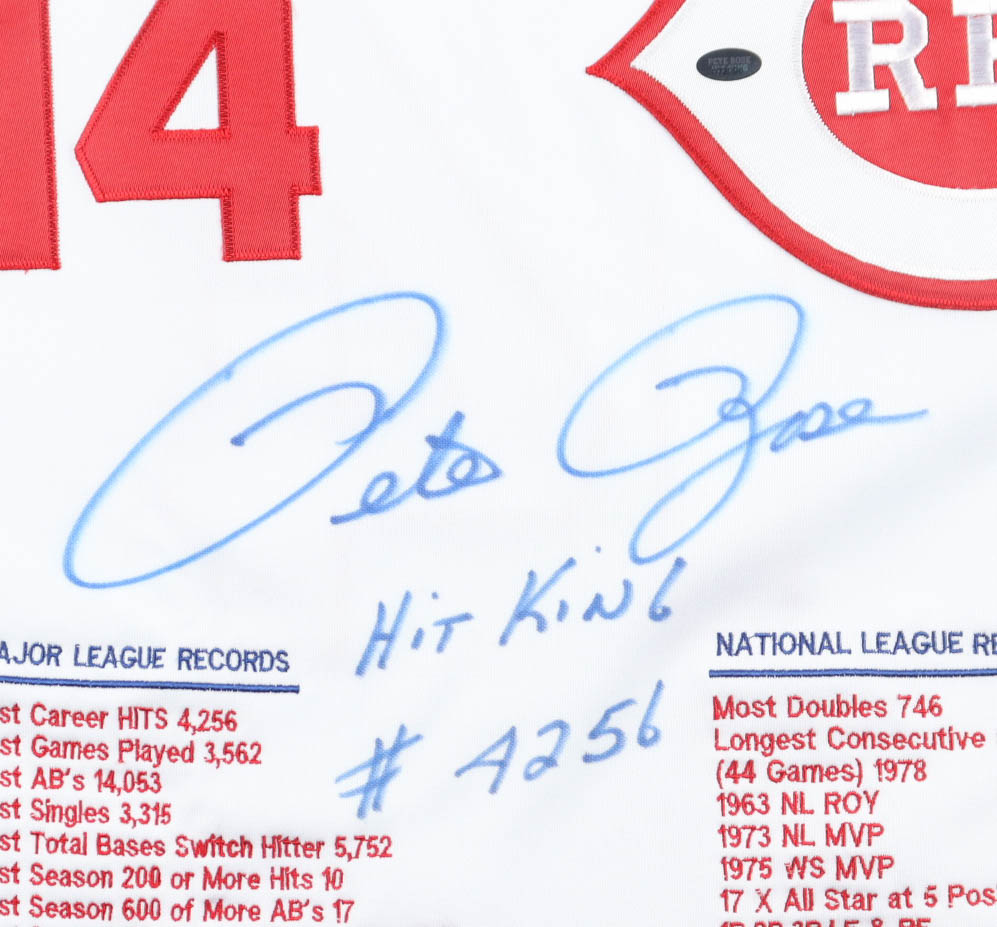 14
PETE ROSE
RE
Pete Rose
HiT KiNG
# 4256
AJOR LEAGUE RECORDS
st Career HITS 4,256
st Games Played 3,562
st AB's 14,053
st Singles 3,315
st Total Bases Switch Hitter 5,752
st Season 200 or More Hits 10
st Season 600 of More AB's 17
NATIONAL LEAGUE RE
Most Doubles 746
Longest Consecutive
(44 Games) 1978
1963 NL ROY
1973 NL MVP
1975 WS MVP
17 X All Star at 5 Pos